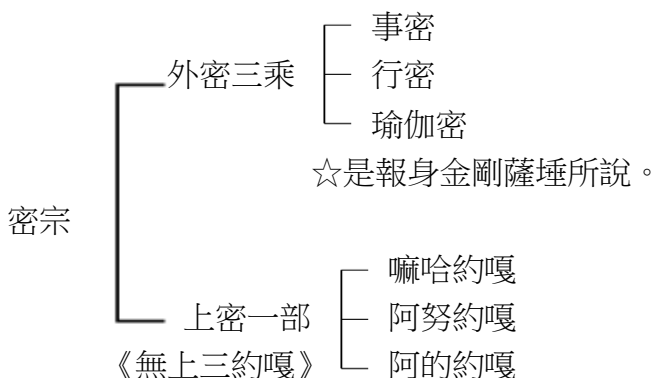 密宗
外密三乘
事密
行密
瑜伽密
☆是報身金剛薩埵所說。
上密一部
《無上三約嘎》
嘛哈約嘎
阿努約嘎
阿的約嘎